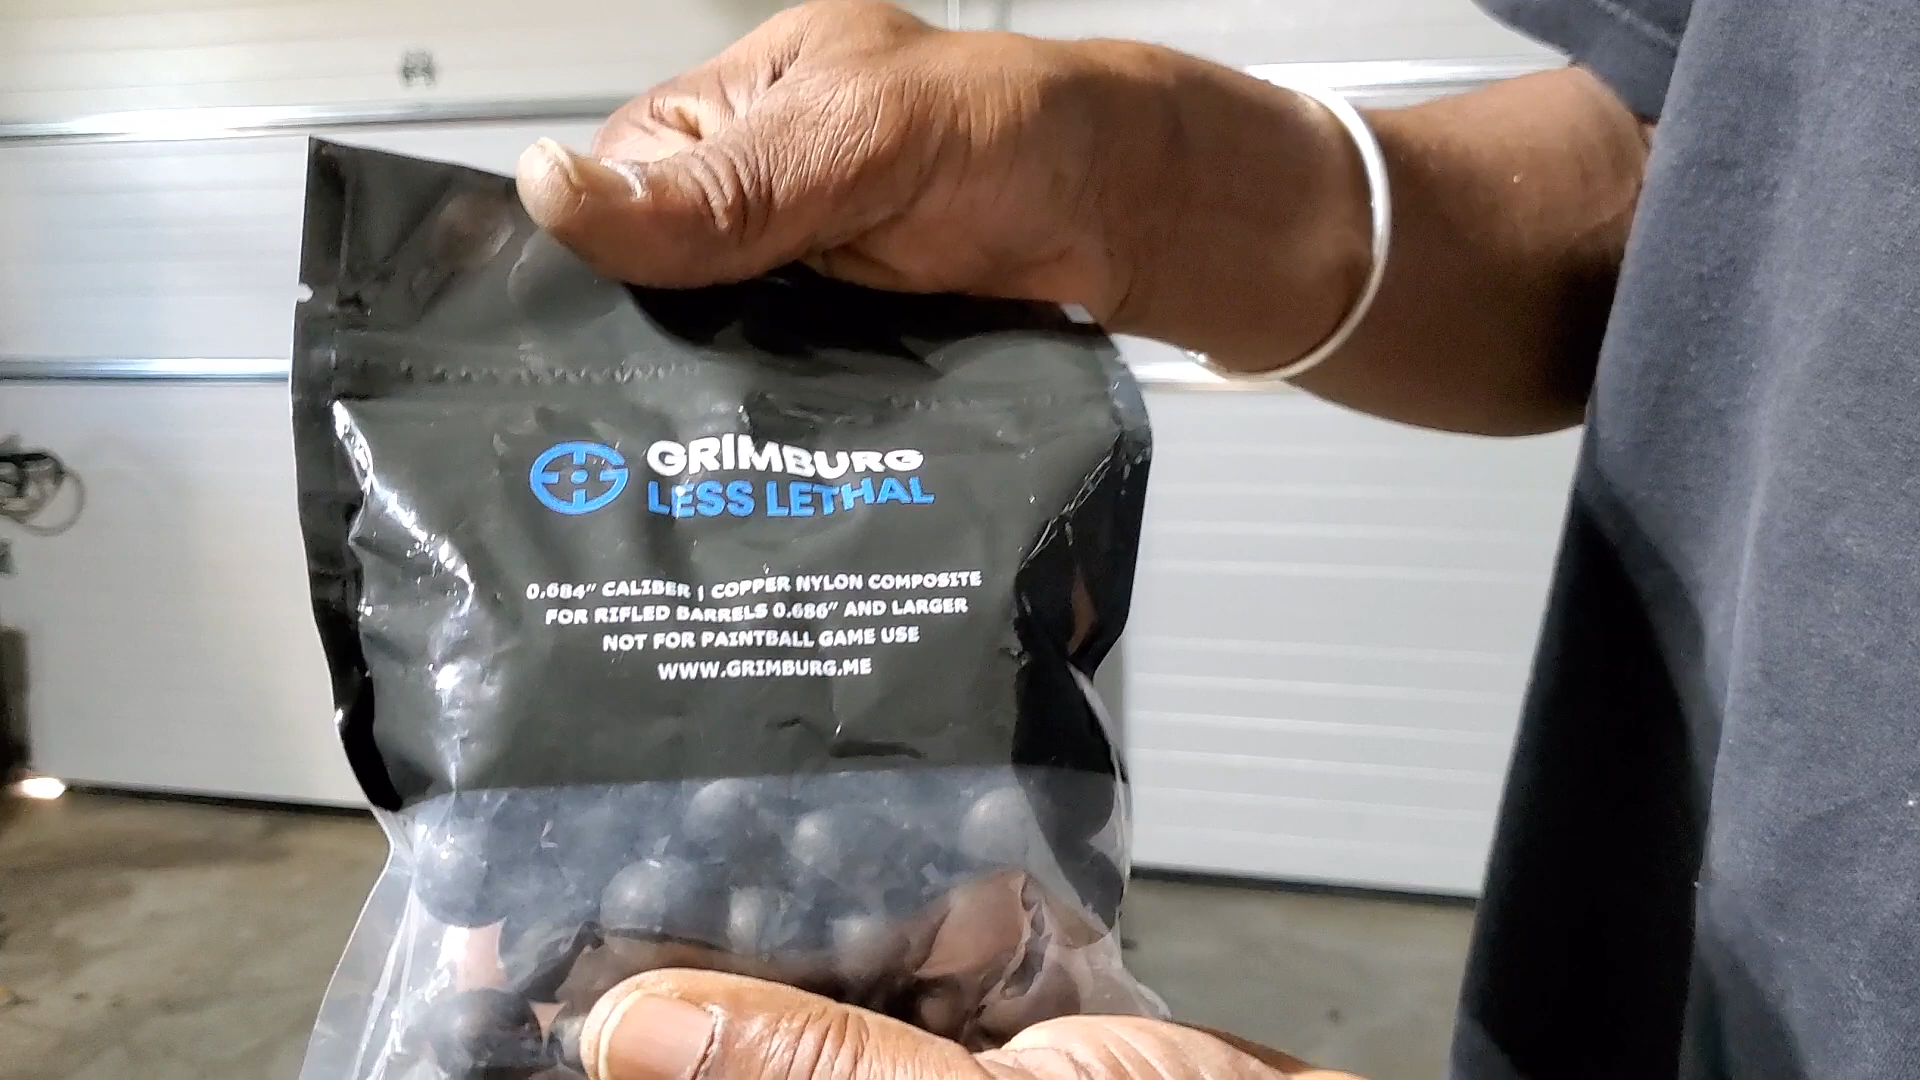 GRIMBURG
LESS LETHAL
0.684" CALIBER | COPPER NYLON COMPOSITE
FOR RIFLED BARRELS 0.686" AND LARGER
NOT FOR PAINTBALL GAME USE
WWW.GRIMBURG.ME